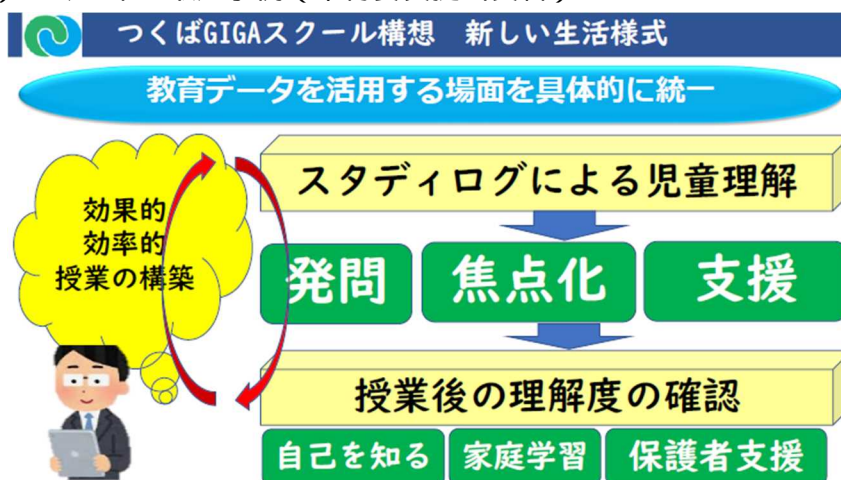 つくばGIGAスクール構想　新しい生活様式
教育データを活用する場面を具体的に統一
スタディログによる児童理解
効果的
効率的
授業の構築
発問
焦点化
支援
授業後の理解度の確認
自己を知る
家庭学習
保護者支援